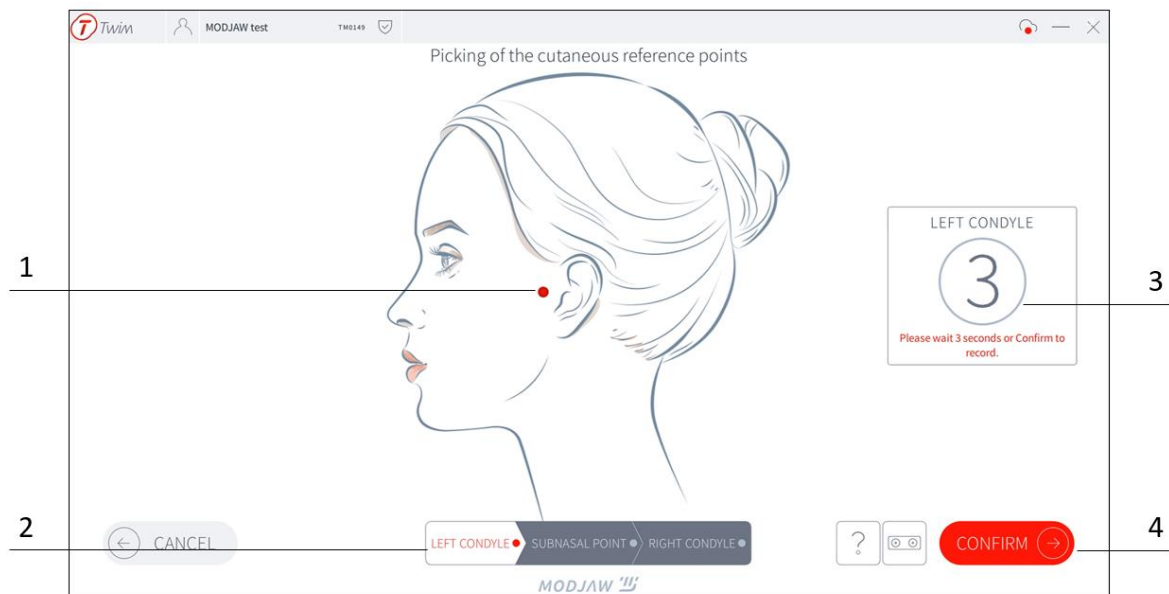 Twim
MODJAW test
TM0149
Picking of the cutaneous reference points
LEFT CONDYLE
3
Please wait 3 seconds or Confirm to
record.
1
3
2
CANCEL
LEFT CONDYLE
SUBNASAL POINT
RIGHT CONDYLE
?
CONFIRM
4
MODJAW